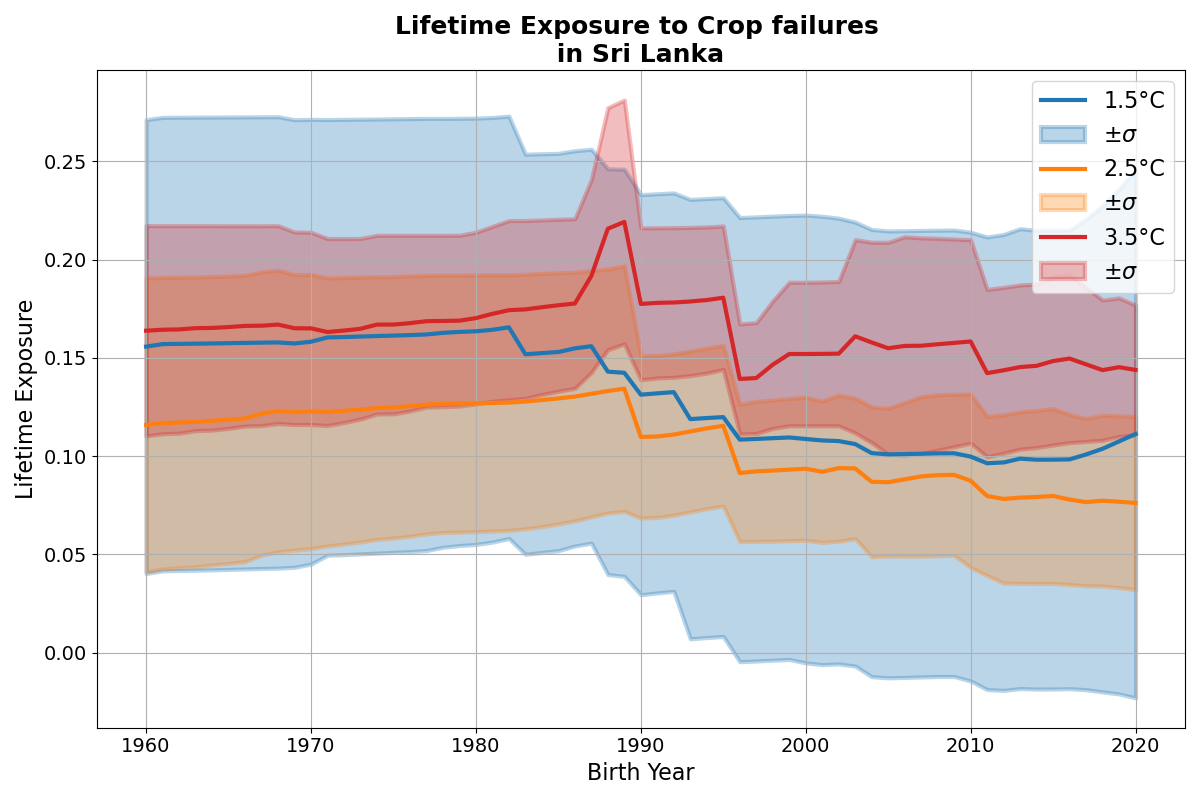 Lifetime Exposure to Crop failures
in Sri Lanka
Lifetime Exposure
0.25
0.20
0.15
0.10
0.05
0.00
1960 1970 1980 1990 2000 2010 2020
Birth Year
1.5°C
±σ
2.5°C
±σ
3.5°C
±σ